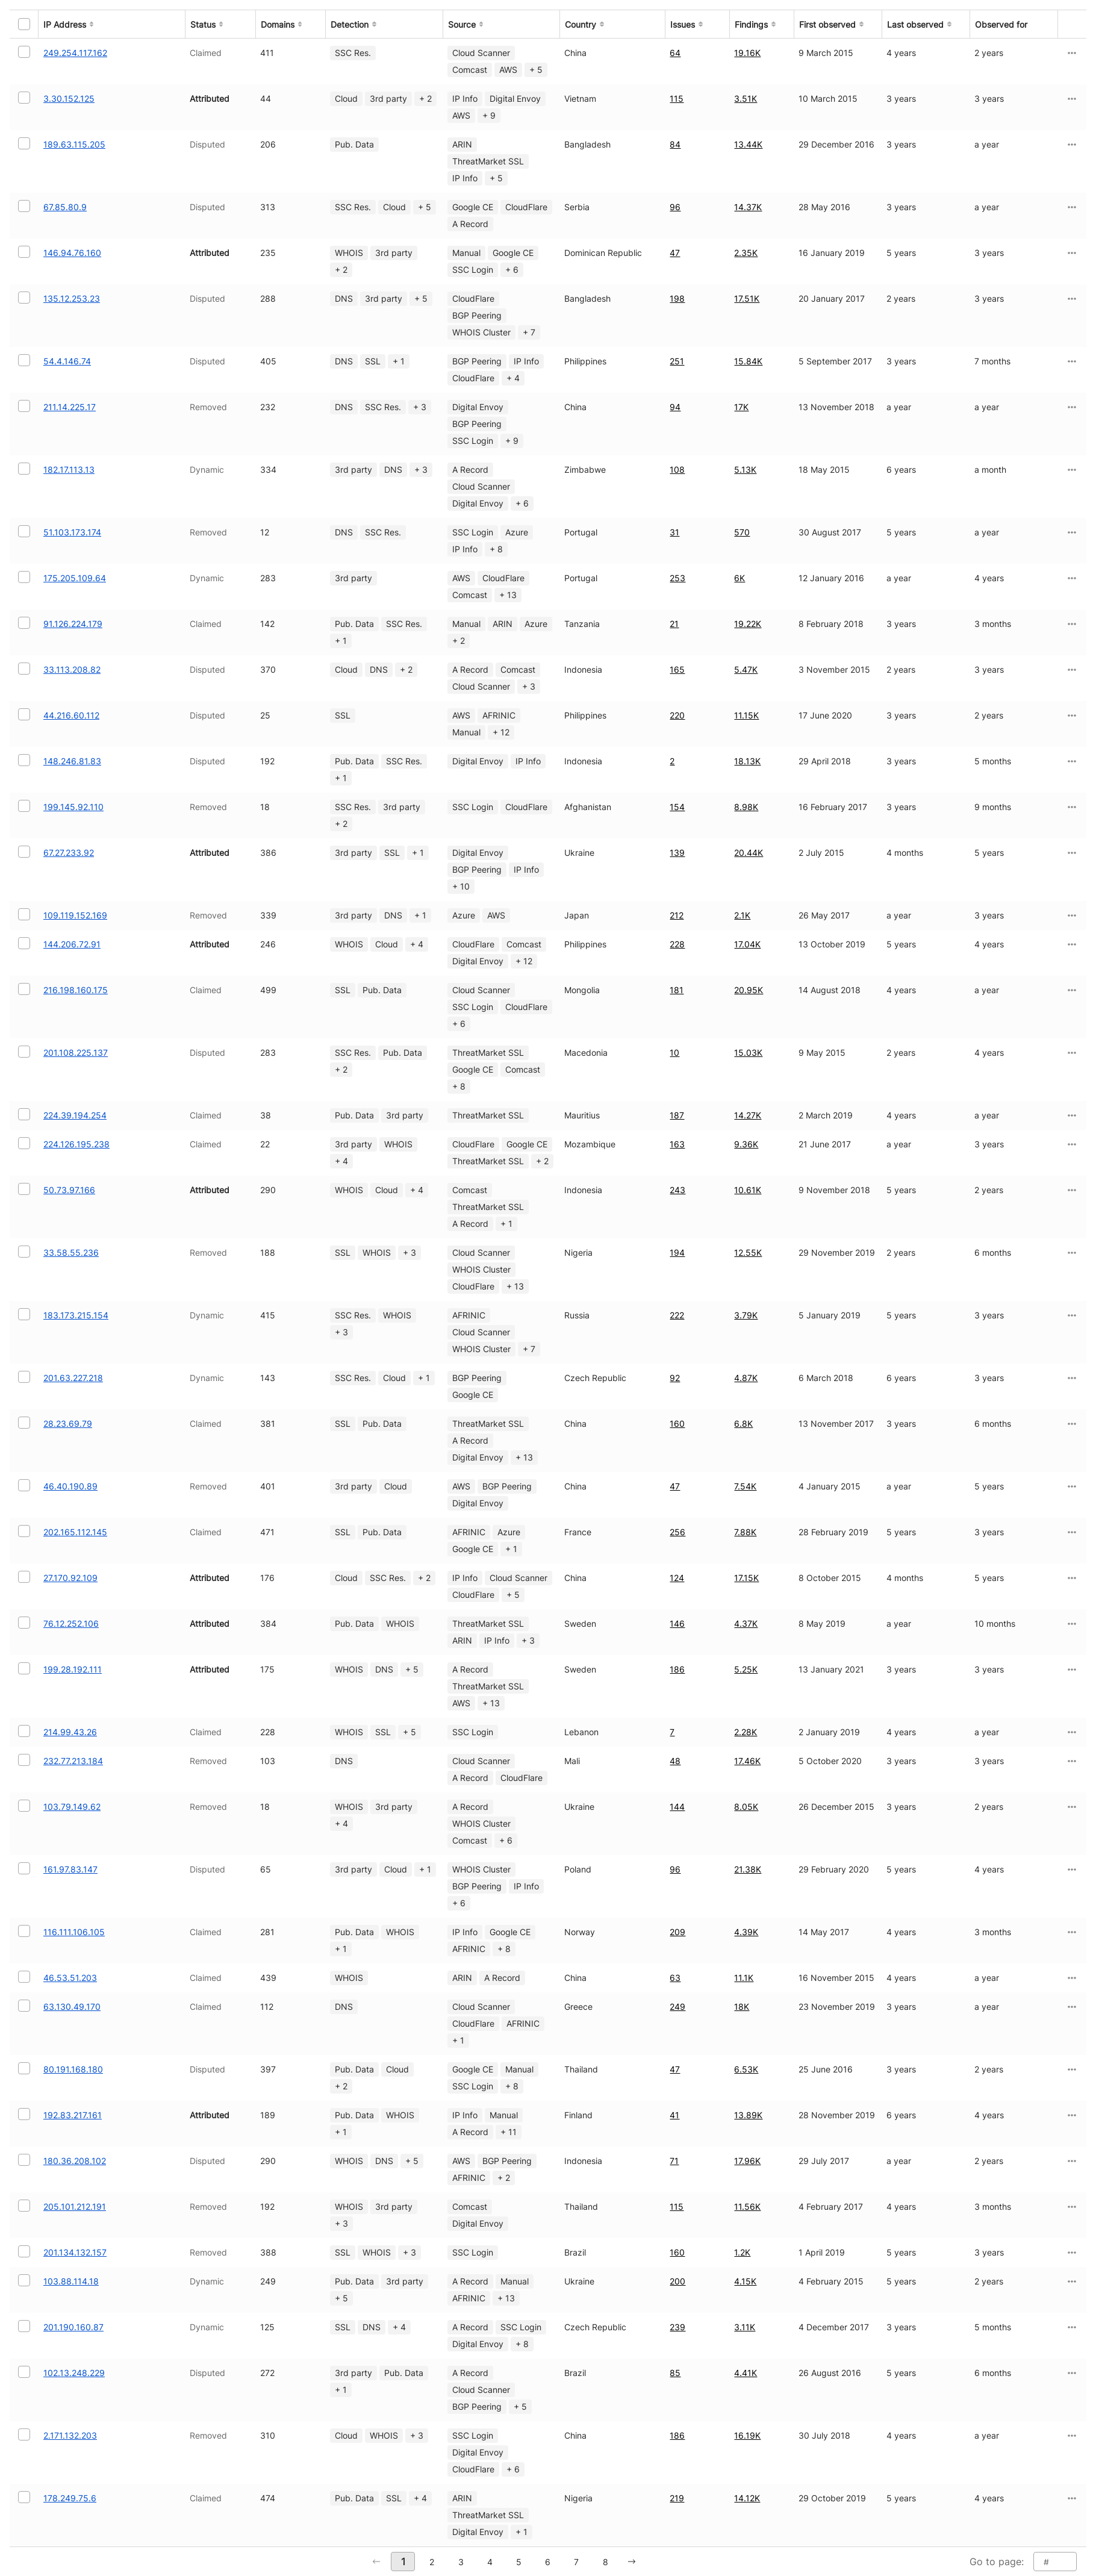 IP Address Status Domains Detection Source Country Issues Findings First observed Last observed Observed for
249.254.117.162 Claimed 411 SSC Res. Cloud Scanner China 64 19.16K 9 March 2015 4 years 2 years
Comcast AWS + 5
3.30.152.125 Attributed 44 Cloud 3rd party + 2 IP Info Digital Envoy Vietnam 115 3.51K 10 March 2015 3 years 3 years
AWS + 9
189.63.115.205 Disputed 206 Pub. Data ARIN Bangladesh 84 13.44K 29 December 2016 3 years a year
ThreatMarket SSL
IP Info + 5
67.85.80.9 Disputed 313 SSC Res. Cloud + 5 Google CE CloudFlare Serbia 96 14.37K 28 May 2016 3 years a year
A Record
146.94.76.160 Attributed 235 WHOIS 3rd party Manual Google CE Dominican Republic 47 2.35K 16 January 2019 5 years 3 years
+ 2 SSC Login + 6
135.12.253.23 Disputed 288 DNS 3rd party + 5 CloudFlare Bangladesh 198 17.51K 20 January 2017 2 years 3 years
BGP Peering
WHOIS Cluster + 7
54.4.146.74 Disputed 405 DNS SSL + 1 BGP Peering IP Info Philippines 251 15.84K 5 September 2017 3 years 7 months
CloudFlare + 4
211.14.225.17 Removed 232 DNS SSC Res. + 3 Digital Envoy China 94 17K 13 November 2018 a year a year
BGP Peering
SSC Login + 9
182.17.113.13 Dynamic 334 3rd party DNS + 3 A Record Zimbabwe 108 5.13K 18 May 2015 6 years a month
Cloud Scanner
Digital Envoy + 6
51.103.173.174 Removed 12 DNS SSC Res. SSC Login Azure Portugal 31 570 30 August 2017 5 years a year
IP Info + 8
175.205.109.64 Dynamic 283 3rd party AWS CloudFlare Portugal 253 6K 12 January 2016 a year 4 years
Comcast + 13
91.126.224.179 Claimed 142 Pub. Data SSC Res. Manual ARIN Azure Tanzania 21 19.22K 8 February 2018 3 years 3 months
+ 1 + 2
33.113.208.82 Disputed 370 Cloud DNS + 2 A Record Comcast Indonesia 165 5.47K 3 November 2015 2 years 3 years
Cloud Scanner + 3
44.216.60.112 Disputed 25 SSL AWS AFRINIC Philippines 220 11.15K 17 June 2020 3 years 2 years
Manual + 12
148.246.81.83 Disputed 192 Pub. Data SSC Res. Digital Envoy IP Info Indonesia 2 18.13K 29 April 2018 3 years 5 months
+ 1
199.145.92.110 Removed 18 SSC Res. 3rd party SSC Login CloudFlare Afghanistan 154 8.98K 16 February 2017 3 years 9 months
+ 2
67.27.233.92 Attributed 386 3rd party SSL + 1 Digital Envoy Ukraine 139 20.44K 2 July 2015 4 months 5 years
BGP Peering IP Info
+ 10
109.119.152.169 Removed 339 3rd party DNS + 1 Azure AWS Japan 212 2.1K 26 May 2017 a year 3 years
144.206.72.91 Attributed 246 WHOIS Cloud + 4 CloudFlare Comcast Philippines 228 17.04K 13 October 2019 5 years 4 years
Digital Envoy + 12
216.198.160.175 Claimed 499 SSL Pub. Data Cloud Scanner Mongolia 181 20.95K 14 August 2018 4 years a year
SSC Login CloudFlare
+ 6
201.108.225.137 Disputed 283 SSC Res. Pub. Data ThreatMarket SSL Macedonia 10 15.03K 9 May 2015 2 years 4 years
+ 2 Google CE Comcast
+ 8
224.39.194.254 Claimed 38 Pub. Data 3rd party ThreatMarket SSL Mauritius 187 14.27K 2 March 2019 4 years a year
224.126.195.238 Claimed 22 3rd party WHOIS CloudFlare Google CE Mozambique 163 9.36K 21 June 2017 a year 3 years
+ 4 ThreatMarket SSL + 2
50.73.97.166 Attributed 290 WHOIS Cloud + 4 Comcast Indonesia 243 10.61K 9 November 2018 5 years 2 years
ThreatMarket SSL
A Record + 1
33.58.55.236 Removed 188 SSL WHOIS + 3 Cloud Scanner Nigeria 194 12.55K 29 November 2019 2 years 6 months
WHOIS Cluster
CloudFlare + 13
183.173.215.154 Dynamic 415 SSC Res. WHOIS AFRINIC Russia 222 3.79K 5 January 2019 5 years 3 years
+ 3 Cloud Scanner
WHOIS Cluster + 7
201.63.227.218 Dynamic 143 SSC Res. Cloud + 1 BGP Peering Czech Republic 92 4.87K 6 March 2018 6 years 3 years
Google CE
28.23.69.79 Claimed 381 SSL Pub. Data ThreatMarket SSL China 160 6.8K 13 November 2017 3 years 6 months
A Record
Digital Envoy + 13
46.40.190.89 Removed 401 3rd party Cloud AWS BGP Peering China 47 7.54K 4 January 2015 a year 5 years
Digital Envoy
202.165.112.145 Claimed 471 SSL Pub. Data AFRINIC Azure France 256 7.88K 28 February 2019 5 years 3 years
Google CE + 1
27.170.92.109 Attributed 176 Cloud SSC Res. + 2 IP Info Cloud Scanner China 124 17.15K 8 October 2015 4 months 5 years
CloudFlare + 5
76.12.252.106 Attributed 384 Pub. Data WHOIS ThreatMarket SSL Sweden 146 4.37K 8 May 2019 a year 10 months
ARIN IP Info + 3
199.28.192.111 Attributed 175 WHOIS DNS + 5 A Record Sweden 186 5.25K 13 January 2021 3 years 3 years
ThreatMarket SSL
AWS + 13
214.99.43.26 Claimed 228 WHOIS SSL + 5 SSC Login Lebanon 7 2.28K 2 January 2019 4 years a year
232.77.213.184 Removed 103 DNS Cloud Scanner Mali 48 17.46K 5 October 2020 3 years 3 years
A Record CloudFlare
103.79.149.62 Removed 18 WHOIS 3rd party A Record Ukraine 144 8.05K 26 December 2015 3 years 2 years
+ 4 WHOIS Cluster
Comcast + 6
161.97.83.147 Disputed 65 3rd party Cloud + 1 WHOIS Cluster Poland 96 21.38K 29 February 2020 5 years 4 years
BGP Peering IP Info
+ 6
116.111.106.105 Claimed 281 Pub. Data WHOIS IP Info Google CE Norway 209 4.39K 14 May 2017 4 years 3 months
+ 1 AFRINIC + 8
46.53.51.203 Claimed 439 WHOIS ARIN A Record China 63 11.1K 16 November 2015 4 years a year
63.130.49.170 Claimed 112 DNS Cloud Scanner Greece 249 18K 23 November 2019 3 years a year
CloudFlare AFRINIC
+ 1
80.191.168.180 Disputed 397 Pub. Data Cloud Google CE Manual Thailand 47 6.53K 25 June 2016 3 years 2 years
+ 2 SSC Login + 8
192.83.217.161 Attributed 189 Pub. Data WHOIS IP Info Manual Finland 41 13.89K 28 November 2019 6 years 4 years
+ 1 A Record + 11
180.36.208.102 Disputed 290 WHOIS DNS + 5 AWS BGP Peering Indonesia 71 17.96K 29 July 2017 a year 2 years
AFRINIC + 2
205.101.212.191 Removed 192 WHOIS 3rd party Comcast Thailand 115 11.56K 4 February 2017 4 years 3 months
+ 3 Digital Envoy
201.134.132.157 Removed 388 SSL WHOIS + 3 SSC Login Brazil 160 1.2K 1 April 2019 5 years 3 years
103.88.114.18 Dynamic 249 Pub. Data 3rd party A Record Manual Ukraine 200 4.15K 4 February 2015 5 years 2 years
+ 5 AFRINIC + 13
201.190.160.87 Dynamic 125 SSL DNS + 4 A Record SSC Login Czech Republic 239 3.11K 4 December 2017 3 years 5 months
Digital Envoy + 8
102.13.248.229 Disputed 272 3rd party Pub. Data A Record Brazil 85 4.41K 26 August 2016 5 years 6 months
+ 1 Cloud Scanner
BGP Peering + 5
2.171.132.203 Removed 310 Cloud WHOIS + 3 SSC Login China 186 16.19K 30 July 2018 4 years a year
Digital Envoy
CloudFlare + 6
178.249.75.6 Claimed 474 Pub. Data SSL + 4 ARIN Nigeria 219 14.12K 29 October 2019 5 years 4 years
ThreatMarket SSL
Digital Envoy + 1
← 1 2 3 4 5 6 7 8 → Go to page: #